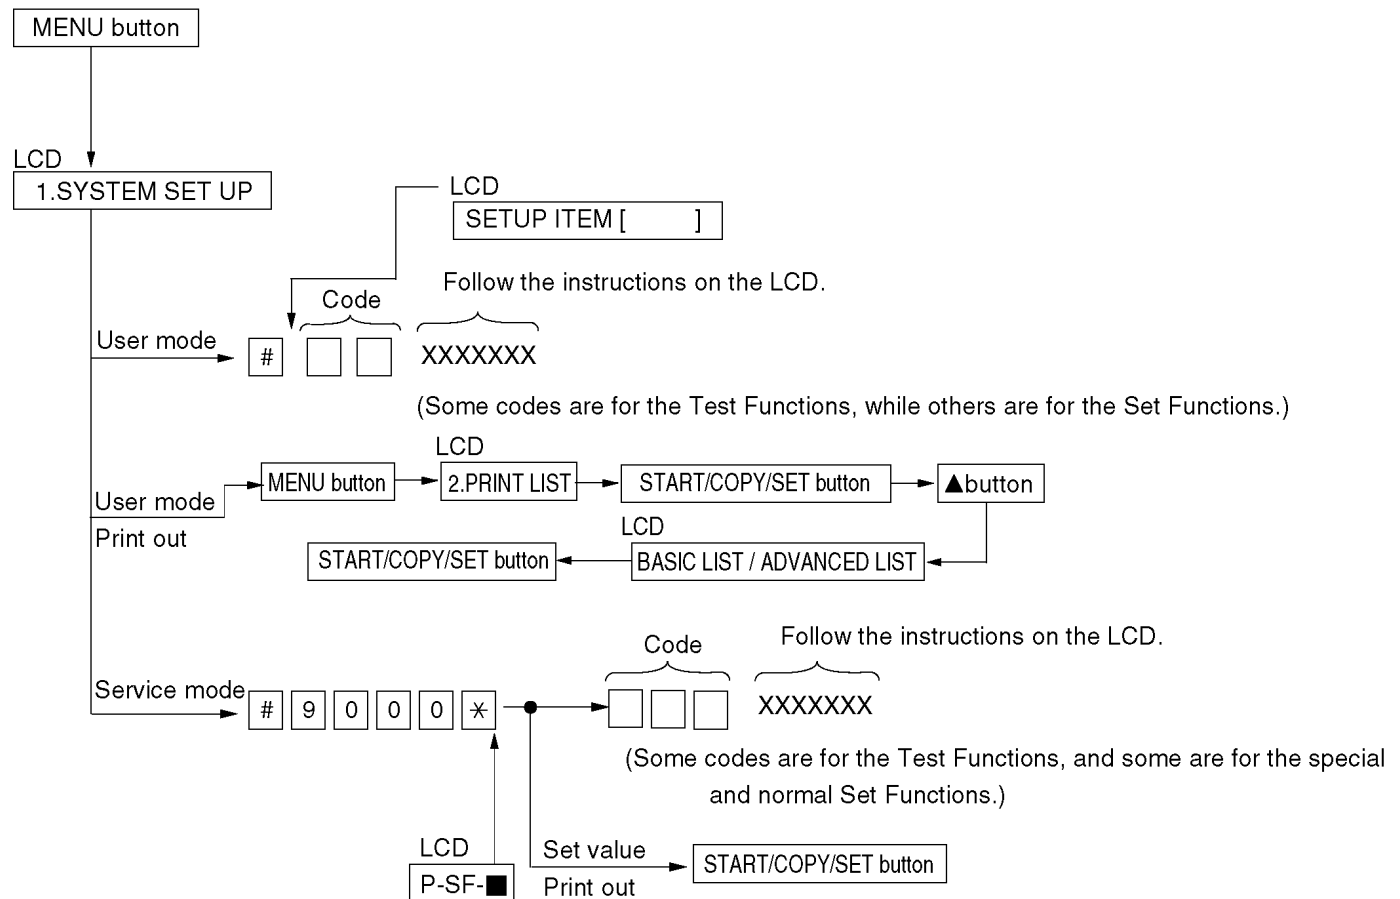 MENU button
LCD
1.SYSTEM SET UP
LCD
SETUP ITEM [ ]
Follow the instructions on the LCD.
Code
User mode
# XXXXXXX
(Some codes are for the Test Functions, while others are for the Set Functions.)
LCD
User mode
Print out
MENU button
2.PRINT LIST
START/COPY/SET button
▲button
LCD
START/COPY/SET button
BASIC LIST / ADVANCED LIST
Code
Follow the instructions on the LCD.
Service mode
# 9 0 0 0 * XXXXXXX
(Some codes are for the Test Functions, and some are for the special
and normal Set Functions.)
LCD
P-SF-■
Set value
Print out
START/COPY/SET button